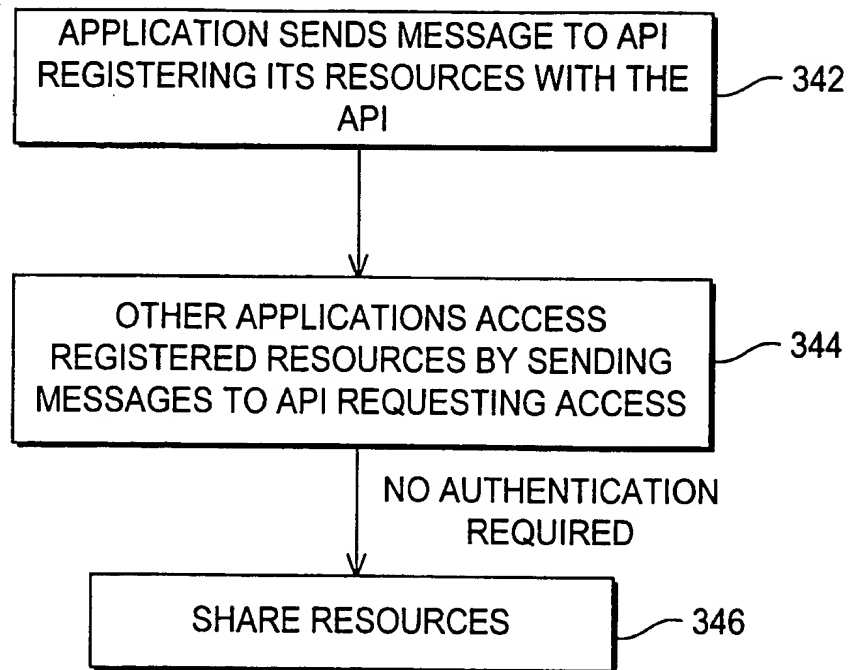 APPLICATION SENDS MESSAGE TO API
REGISTERING ITS RESOURCES WITH THE
API
342
OTHER APPLICATIONS ACCESS
REGISTERED RESOURCES BY SENDING
MESSAGES TO API REQUESTING ACCESS
344
NO AUTHENTICATION
REQUIRED
SHARE RESOURCES
346